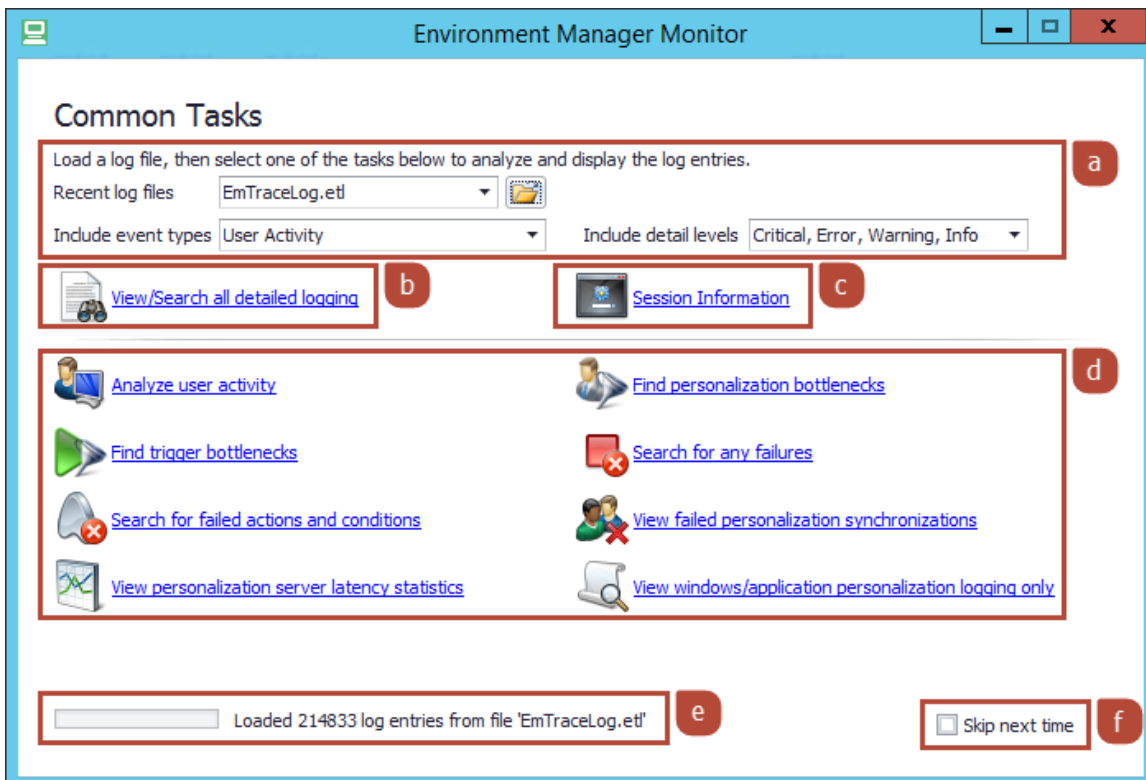 Environment Manager Monitor
Common Tasks
Load a log file, then select one of the tasks below to analyze and display the log entries.
a
Recent log files EmTraceLog.etl
Include event types User Activity Include detail levels Critical, Error, Warning, Info
View/Search all detailed logging b Session Information c
d
Analyze user activity Find personalization bottlenecks
Find trigger bottlenecks Search for any failures
Search for failed actions and conditions View failed personalization synchronizations
View personalization server latency statistics View windows/application personalization logging only
Loaded 214833 log entries from file 'EmTraceLog.etl' e
Skip next time f